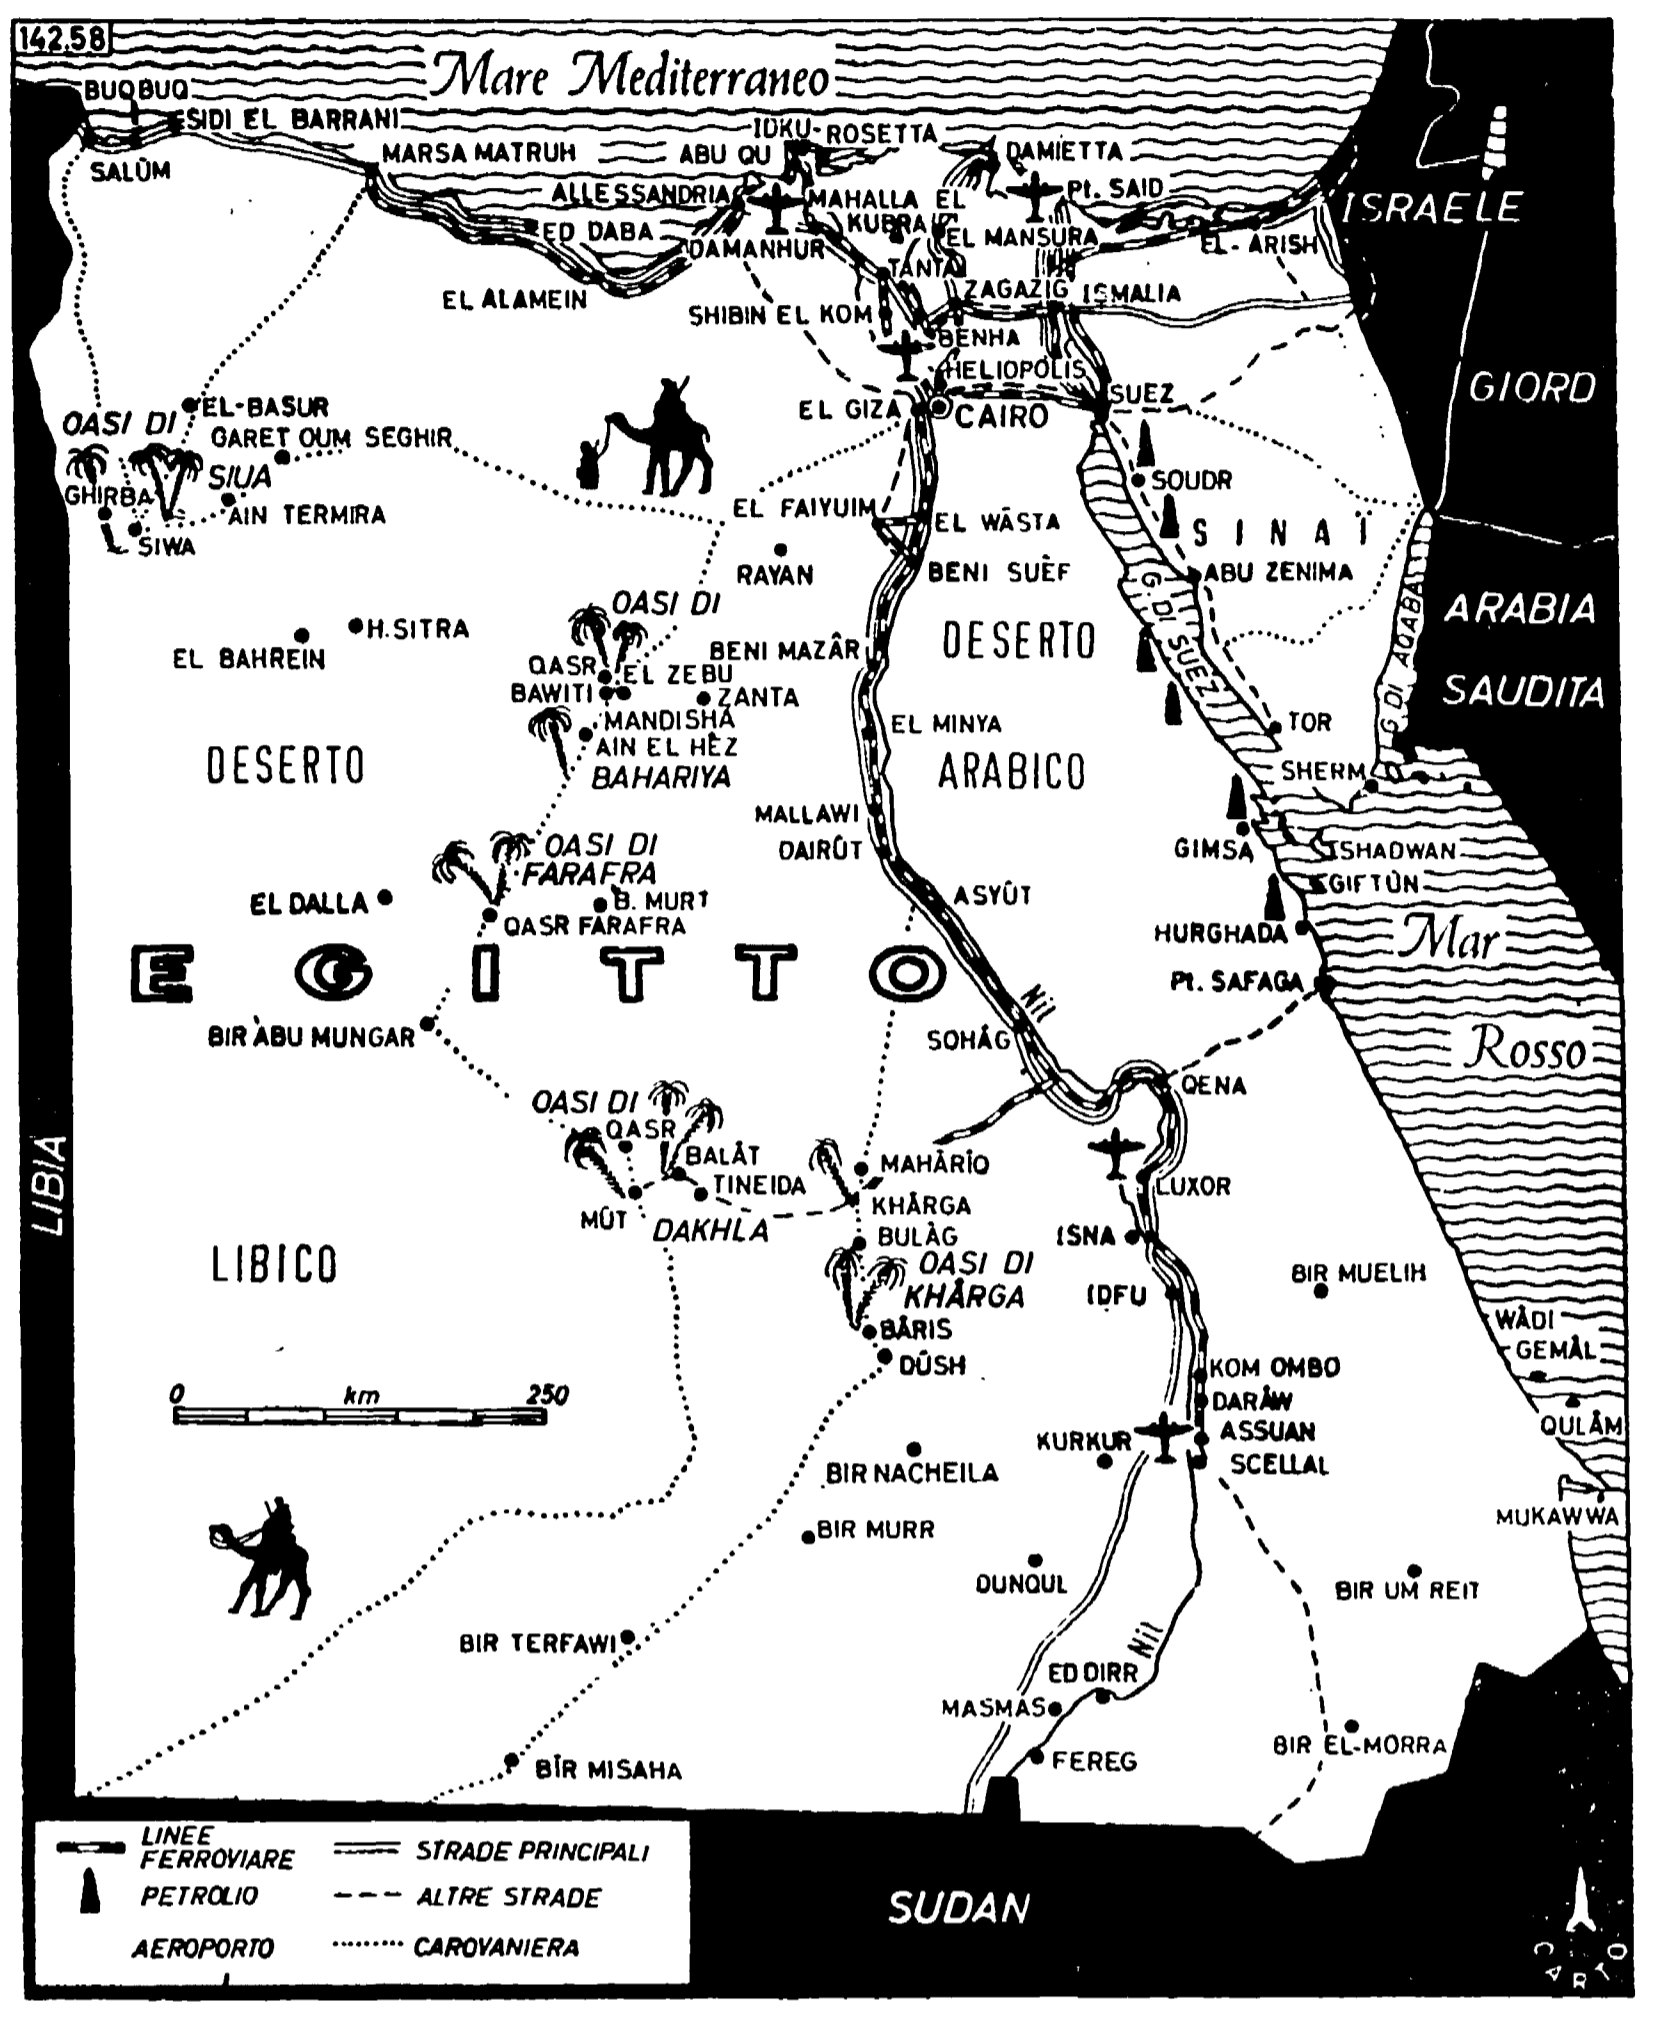 142.58
Mare Mediterraneo
BUQBUQ
SIDI EL BARRANI
SALÛM
MARSA MATRUH
ABU QU
IDKU-ROSETTA
DAMIETTA
ALLESSANDRIA
MAHALLA EL
KUBRA
Pt. SAID
ISRAELE
ED DABA
DAMANHUR
EL MANSURA
EL-ARISH
EL ALAMEIN
TANTA
SHIBIN EL KOM
ZAGAZIG
ISMALIA
BENHA
HELIOPOLIS
SUEZ
GIORD
EL GIZA
CAIRO
EL-BASUR
OASI DI
SIUA
GARET OUM SEGHIR
GHIRBA
AIN TERMIRA
SIWA
EL FAIYUIM
EL WÂSTA
SOUDR
SINAI
RAYAN
BENI SUÊF
ABU ZENIMA
G. DI SUEZ
G. DI AQABA
ARABIA
SAUDITA
H. SITRA
EL BAHREIN
OASI DI
BAHARIYA
QASR
EL ZEBU
BAWITI
ZANTA
MANDISHA
AIN EL HÊZ
BENI MAZÂR
DESERTO
ARABICO
EL MINYA
TOR
SHERM
DESERTO
LIBICO
MALLAWI
DAIRÛT
GIMSA
SHADWAN
GIFTÛN
OASI DI
FARAFRA
EL DALLA
B. MURT
QASR FARAFRA
ASYÛT
HURGHADA
Mar
Rosso
EGITTO
Pt. SAFAGA
Nil
BIR ABU MUNGAR
SOHÂG
QENA
OASI DI
DAKHLA
QASR
BALÂT
TINEIDA
MÛT
MAHÂRÎQ
KHÂRGA
BULÂG
LUXOR
LIBIA
ISNA
OASI DI
KHÂRGA
IDFU
BIR MUELIH
BÂRIS
DÛSH
WÂDI
GEMÂL
KOM OMBO
DARÂW
0 km 250
QULÂM
KURKUR
ASSUAN
SCELLAL
BIR NACHEILA
MUKAWWA
BIR MURR
DUNQUL
BIR UM REIT
BIR TERFAWI
Nil
ED DIRR
MASMAS
BIR EL-MORRA
FEREG
BÎR MISAHA
LINEE
FERROVIARE
STRADE PRINCIPALI
PETROLIO
ALTRE STRADE
AEROPORTO
CAROVANIERA
SUDAN
CARTO